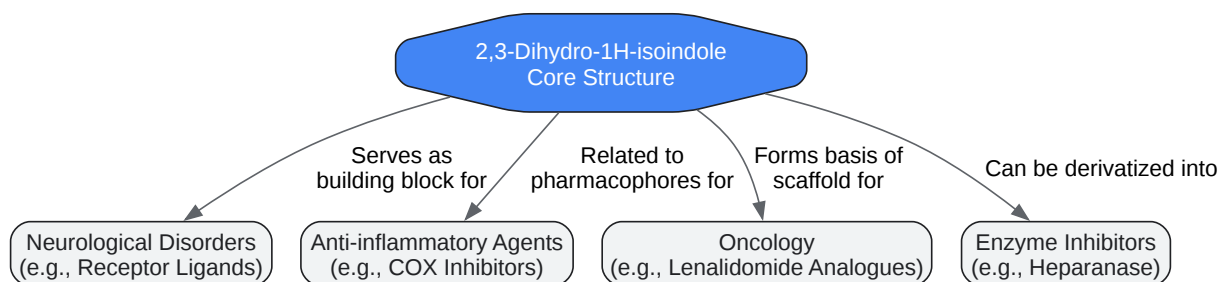 2,3-Dihydro-1H-isoindole
Core Structure
Serves as
building block for
Related to
pharmacophores for
Forms basis of
scaffold for
Can be derivatized into
Neurological Disorders
(e.g., Receptor Ligands)
Anti-inflammatory Agents
(e.g., COX Inhibitors)
Oncology
(e.g., Lenalidomide Analogues)
Enzyme Inhibitors
(e.g., Heparanase)